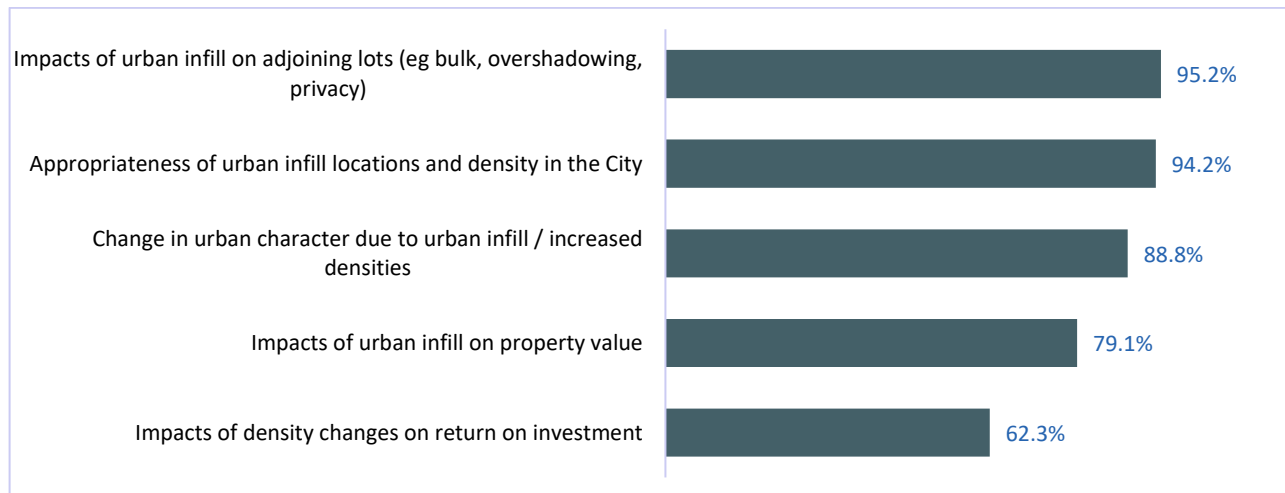 Impacts of urban infill on adjoining lots (eg bulk, overshadowing,
privacy)
95.2%
Appropriateness of urban infill locations and density in the City
94.2%
Change in urban character due to urban infill / increased
densities
88.8%
Impacts of urban infill on property value
79.1%
Impacts of density changes on return on investment
62.3%